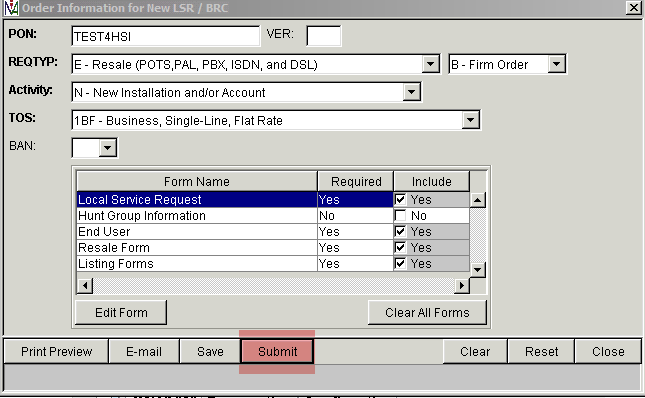 Order Information for New LSR / BRC
PON: TEST4HSI VER:
REQTYP: E - Resale (POTS,PAL, PBX, ISDN, and DSL) B - Firm Order
Activity: N - New Installation and/or Account
TOS: 1BF - Business, Single-Line, Flat Rate
BAN:
Form Name Required Include
Local Service Request Yes Yes
Hunt Group Information No No
End User Yes Yes
Resale Form Yes Yes
Listing Forms Yes Yes
Edit Form Clear All Forms
Print Preview E-mail Save Submit Clear Reset Close